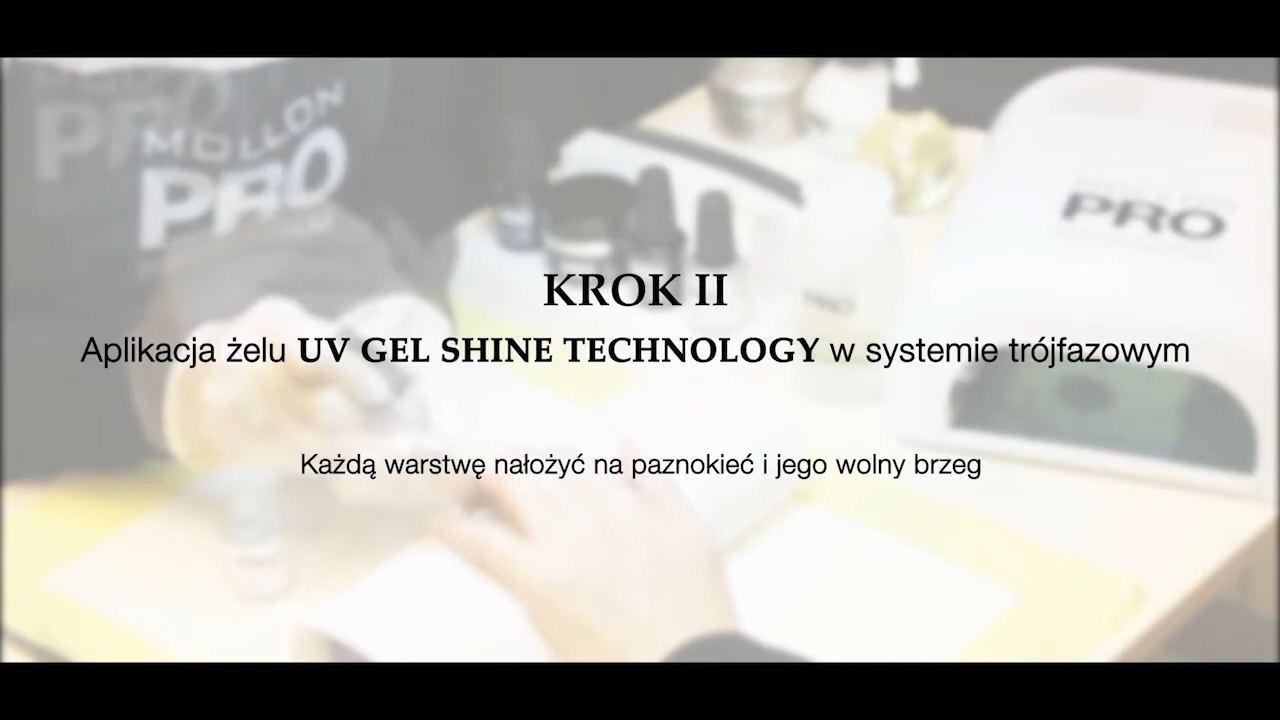 MOLLON
PRO
PRO
PRO
KROK II
Aplikacja żelu UV GEL SHINE TECHNOLOGY w systemie trójfazowym
Każdą warstwę nałożyć na paznokieć i jego wolny brzeg